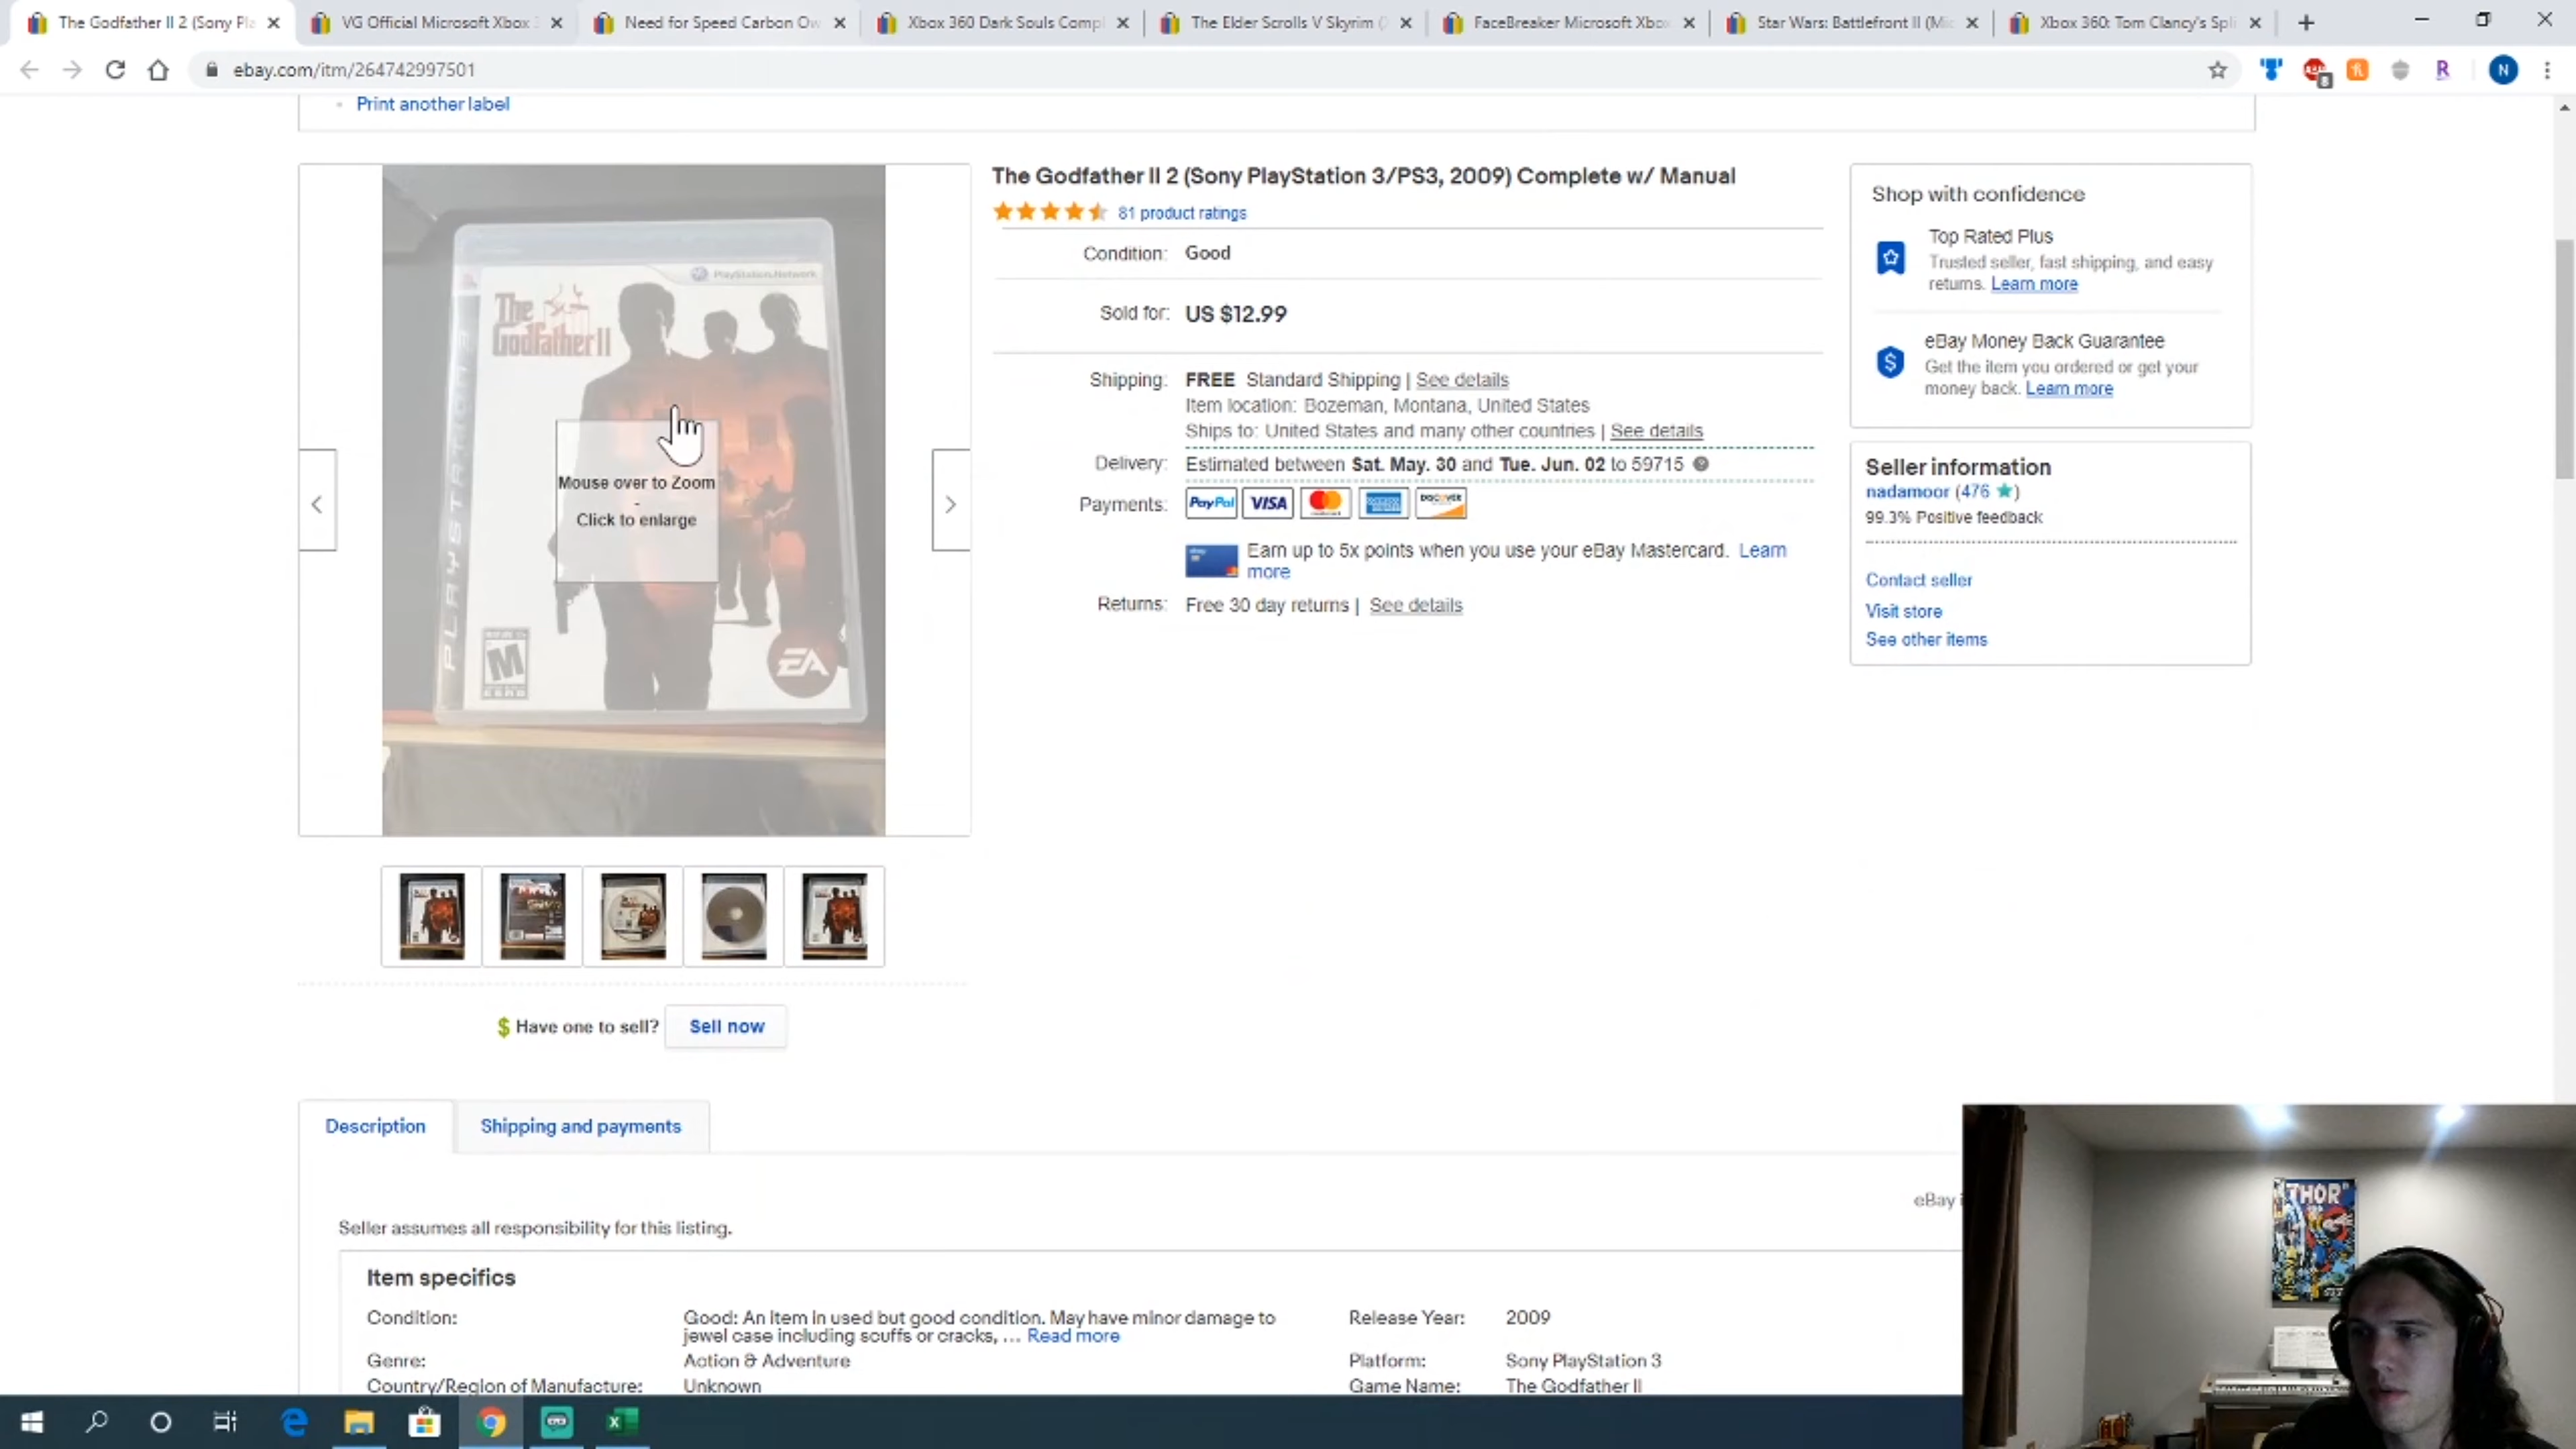 The Godfather II 2 (Sony Pla
VG Official Microsoft Xbox 3
Need for Speed Carbon Ow
Xbox 360 Dark Souls Compl
The Elder Scrolls V Skyrim (
FaceBreaker Microsoft Xbox
Star Wars: Battlefront II (Mic
Xbox 360: Tom Clancy's Spli
ebay.com/itm/264742997501
N
Print another label
The Godfather II 2 (Sony PlayStation 3/PS3, 2009) Complete w/ Manual
81 product ratings
Condition: Good
Sold for: US $12.99
Shipping: FREE Standard Shipping | See details
Item location: Bozeman, Montana, United States
Ships to: United States and many other countries | See details
Delivery: Estimated between Sat. May. 30 and Tue. Jun. 02 to 59715
Payments: PayPal VISA MasterCard DISCOVER
Earn up to 5x points when you use your eBay Mastercard. Learn
more
Returns: Free 30 day returns | See details
Shop with confidence
Top Rated Plus
Trusted seller, fast shipping, and easy
returns. Learn more
eBay Money Back Guarantee
Get the item you ordered or get your
money back. Learn more
Seller information
nadamoor (476 ★)
99.3% Positive feedback
Contact seller
Visit store
See other items
PlayStation Network
The
Godfather II
PLAYSTATION 3
Mouse over to Zoom
-
Click to enlarge
M
ESRB
EA
$ Have one to sell? Sell now
Description
Shipping and payments
eBay i
Seller assumes all responsibility for this listing.
Item specifics
Condition: Good: An item in used but good condition. May have minor damage to
jewel case including scuffs or cracks, ... Read more
Release Year: 2009
Genre: Action & Adventure
Platform: Sony PlayStation 3
Country/Region of Manufacture: Unknown
Game Name: The Godfather II
THOR